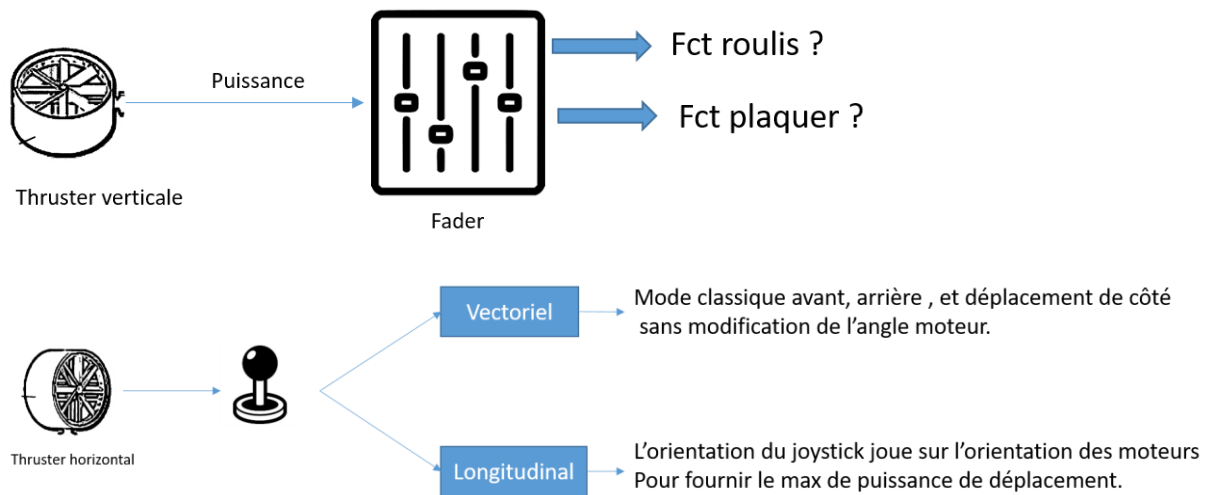 Fct roulis ?
Puissance
Fct plaquer ?
Thruster verticale
Fader
Vectoriel
Mode classique avant, arrière , et déplacement de côté
sans modification de l’angle moteur.
Thruster horizontal
Longitudinal
L’orientation du joystick joue sur l’orientation des moteurs
Pour fournir le max de puissance de déplacement.